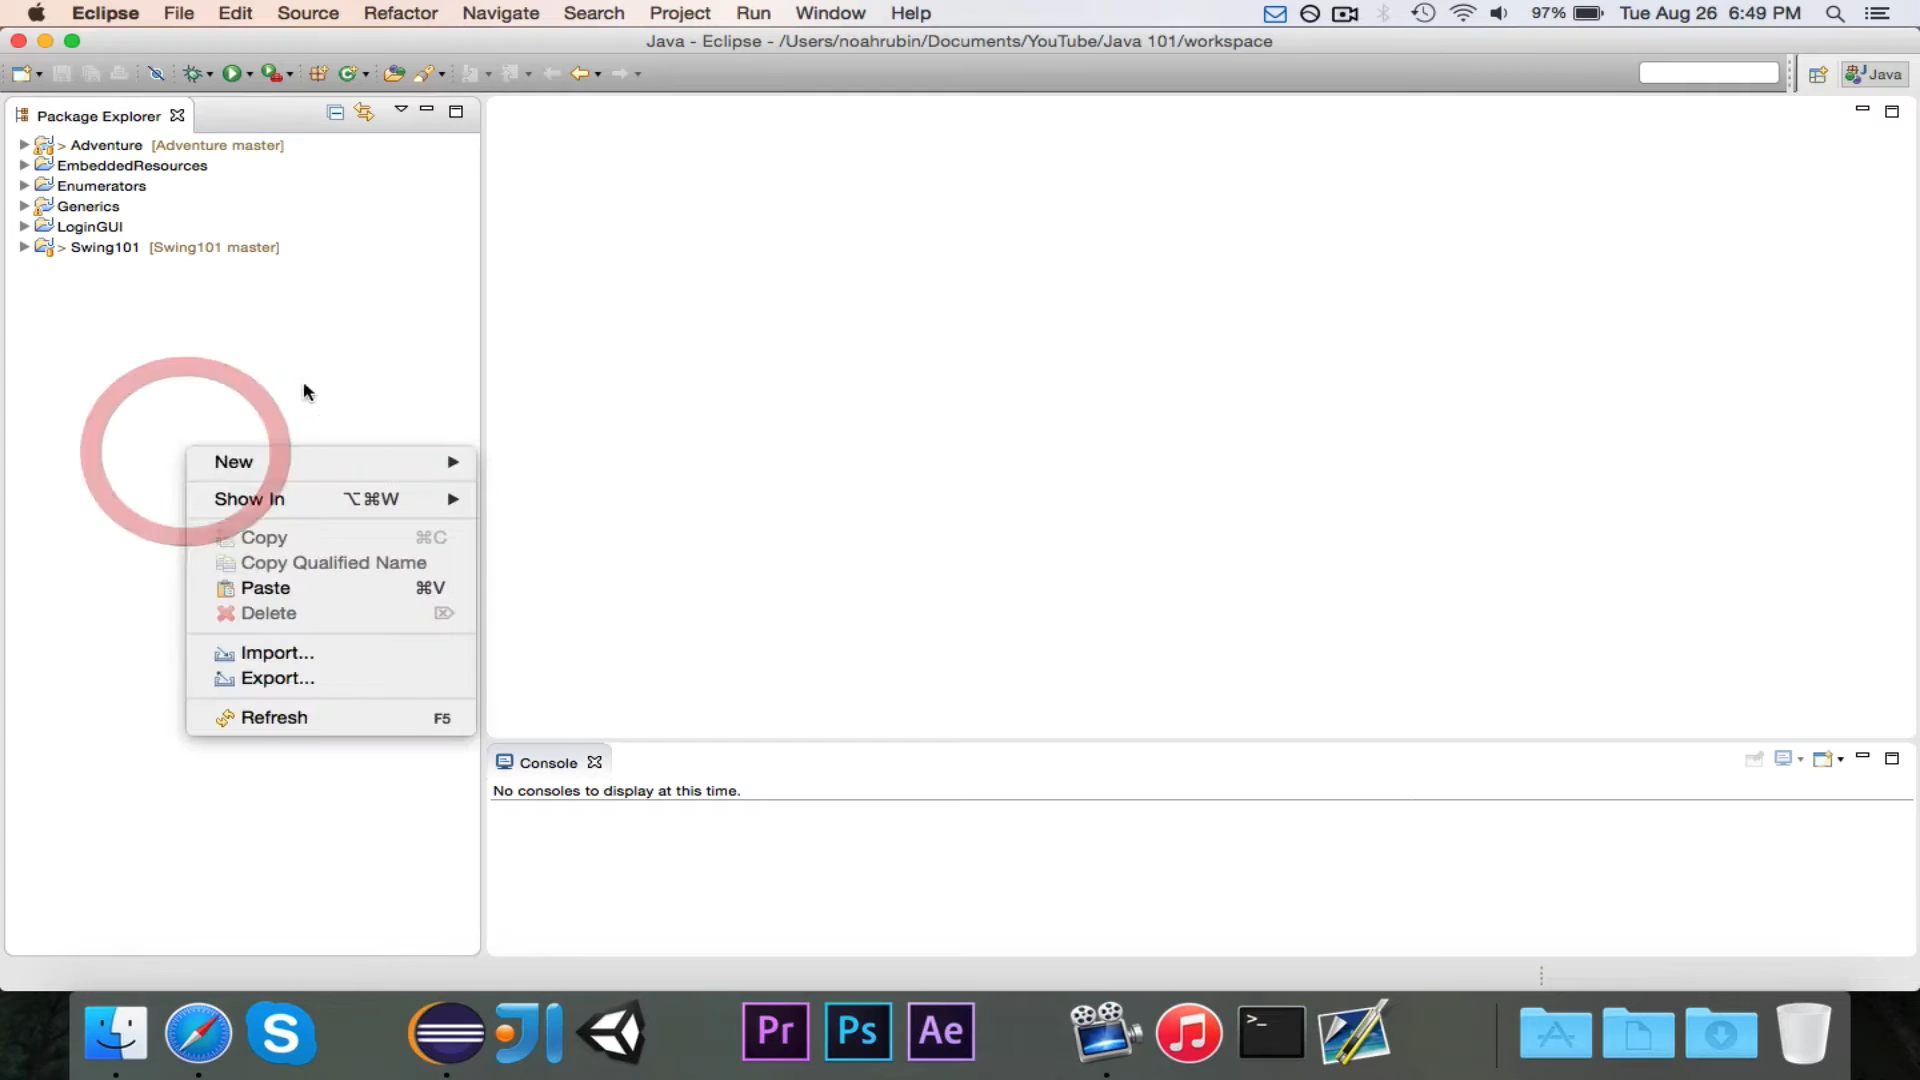 Eclipse File Edit Source Refactor Navigate Search Project Run Window Help 97% Tue Aug 26 6:49 PM
Java - Eclipse - /Users/noahrubin/Documents/YouTube/Java 101/workspace
Java
Package Explorer
> Adventure [Adventure master]
EmbeddedResources
Enumerators
Generics
LoginGUI
> Swing101 [Swing101 master]
New
Show In ⌥⌘W
Copy ⌘C
Copy Qualified Name
Paste ⌘V
Delete ⌦
Import...
Export...
Refresh F5
Console
No consoles to display at this time.
Pr Ps Ae